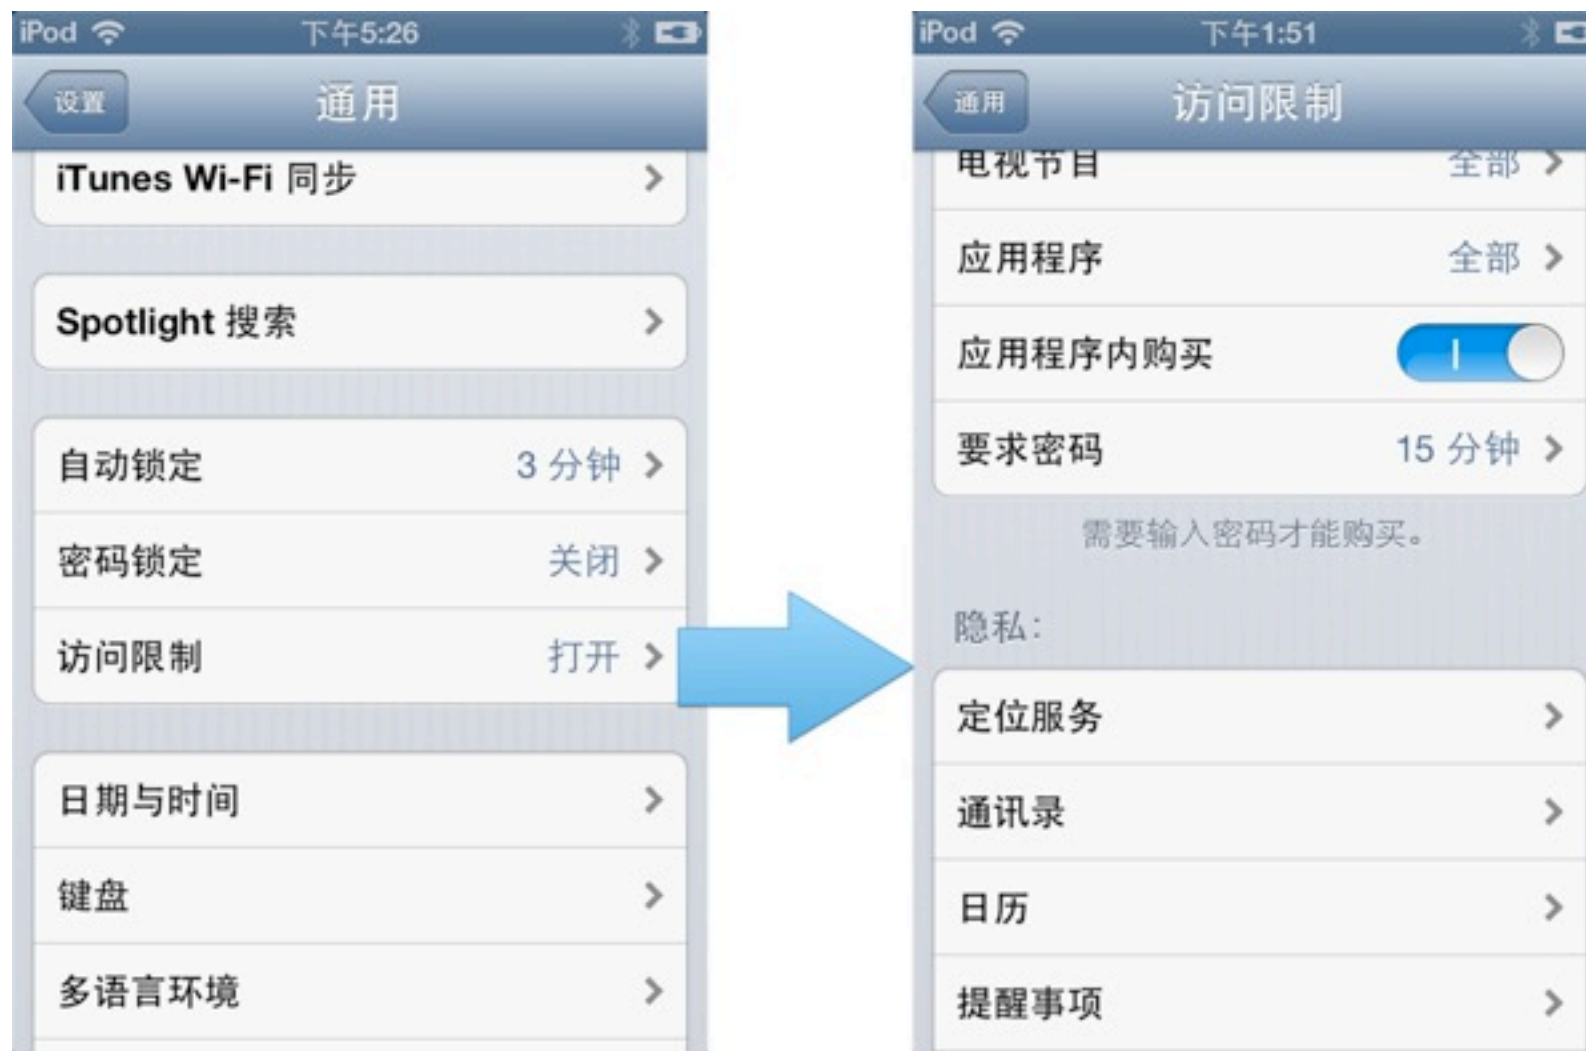 iPod 下午5:26
设置 通用
iTunes Wi-Fi 同步
Spotlight 搜索
自动锁定 3 分钟
密码锁定 关闭
访问限制 打开
日期与时间
键盘
多语言环境
iPod 下午1:51
通用 访问限制
电视节目 全部
应用程序 全部
应用程序内购买
要求密码 15 分钟
需要输入密码才能购买。
隐私：
定位服务
通讯录
日历
提醒事项